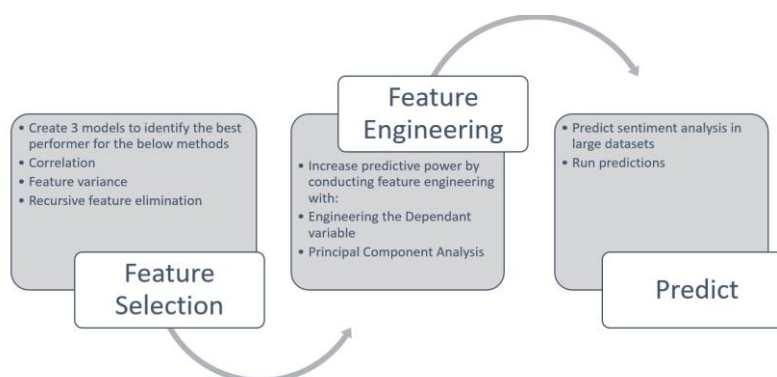 • Create 3 models to identify the best
performer for the below methods
• Correlation
• Feature variance
• Recursive feature elimination
Feature
Selection
Feature
Engineering
• Increase predictive power by
conducting feature engineering
with:
• Engineering the Dependant
variable
• Principal Component Analysis
• Predict sentiment analysis in
large datasets
• Run predictions
Predict